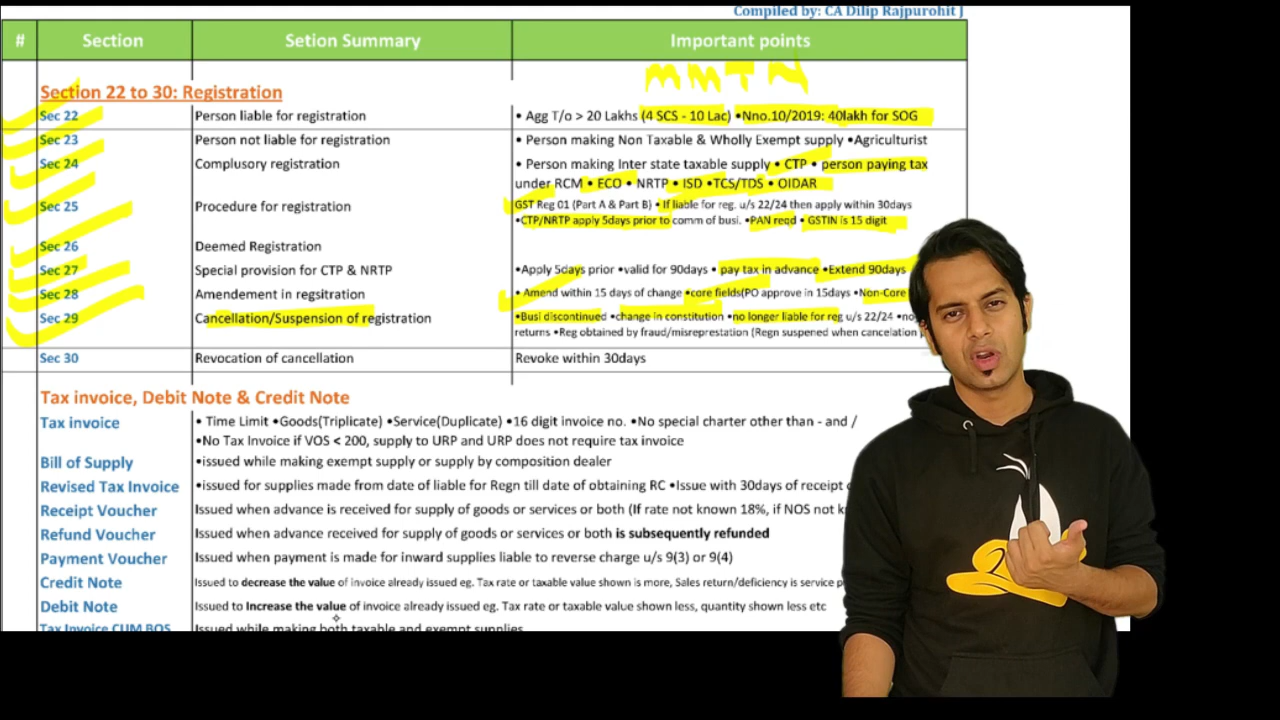 Compiled by: CA Dilip Rajpurohit J
# Section Setion Summary Important points
M M T N
Section 22 to 30: Registration
Sec 22 Person liable for registration • Agg T/o > 20 Lakhs (4 SCS - 10 Lac) •Nno.10/2019: 40lakh for SOG
Sec 23 Person not liable for registration • Person making Non Taxable & Wholly Exempt supply •Agriculturist
Sec 24 Complusory registration • Person making Inter state taxable supply • CTP • person paying tax
under RCM • ECO • NRTP • ISD •TCS/TDS • OIDAR
Sec 25 Procedure for registration GST Reg 01 (Part A & Part B) • If liable for reg. u/s 22/24 then apply within 30days
•CTP/NRTP apply 5days prior to comm of busi. •PAN reqd • GSTIN is 15 digit
Sec 26 Deemed Registration
Sec 27 Special provision for CTP & NRTP •Apply 5days prior •valid for 90days • pay tax in advance •Extend 90days
Sec 28 Amendement in regsitration • Amend within 15 days of change •core fields(PO approve in 15days •Non-Core
Sec 29 Cancellation/Suspension of registration •Busi discontinued •change in constitution •no longer liable for reg u/s 22/24 •no
returns •Reg obtained by fraud/misreprestation (Regn suspened when cancelation
Sec 30 Revocation of cancellation Revoke within 30days
Tax invoice, Debit Note & Credit Note
Tax invoice • Time Limit •Goods(Triplicate) •Service(Duplicate) •16 digit invoice no. •No special charter other than - and /
•No Tax Invoice if VOS < 200, supply to URP and URP does not require tax invoice
Bill of Supply •issued while making exempt supply or supply by composition dealer
Revised Tax Invoice •issued for supplies made from date of liable for Regn till date of obtaining RC •Issue with 30days of receipt
Receipt Voucher Issued when advance is received for supply of goods or services or both (If rate not known 18%, if NOS not
Refund Voucher Issued when advance received for supply of goods or services or both is subsequently refunded
Payment Voucher Issued when payment is made for inward supplies liable to reverse charge u/s 9(3) or 9(4)
Credit Note Issued to decrease the value of invoice already issued eg. Tax rate or taxable value shown is more, Sales return/deficiency is service
Debit Note Issued to Increase the value of invoice already issued eg. Tax rate or taxable value shown less, quantity shown less etc
Tax Invoice CUM BOS Issued while making both taxable and exempt supplies